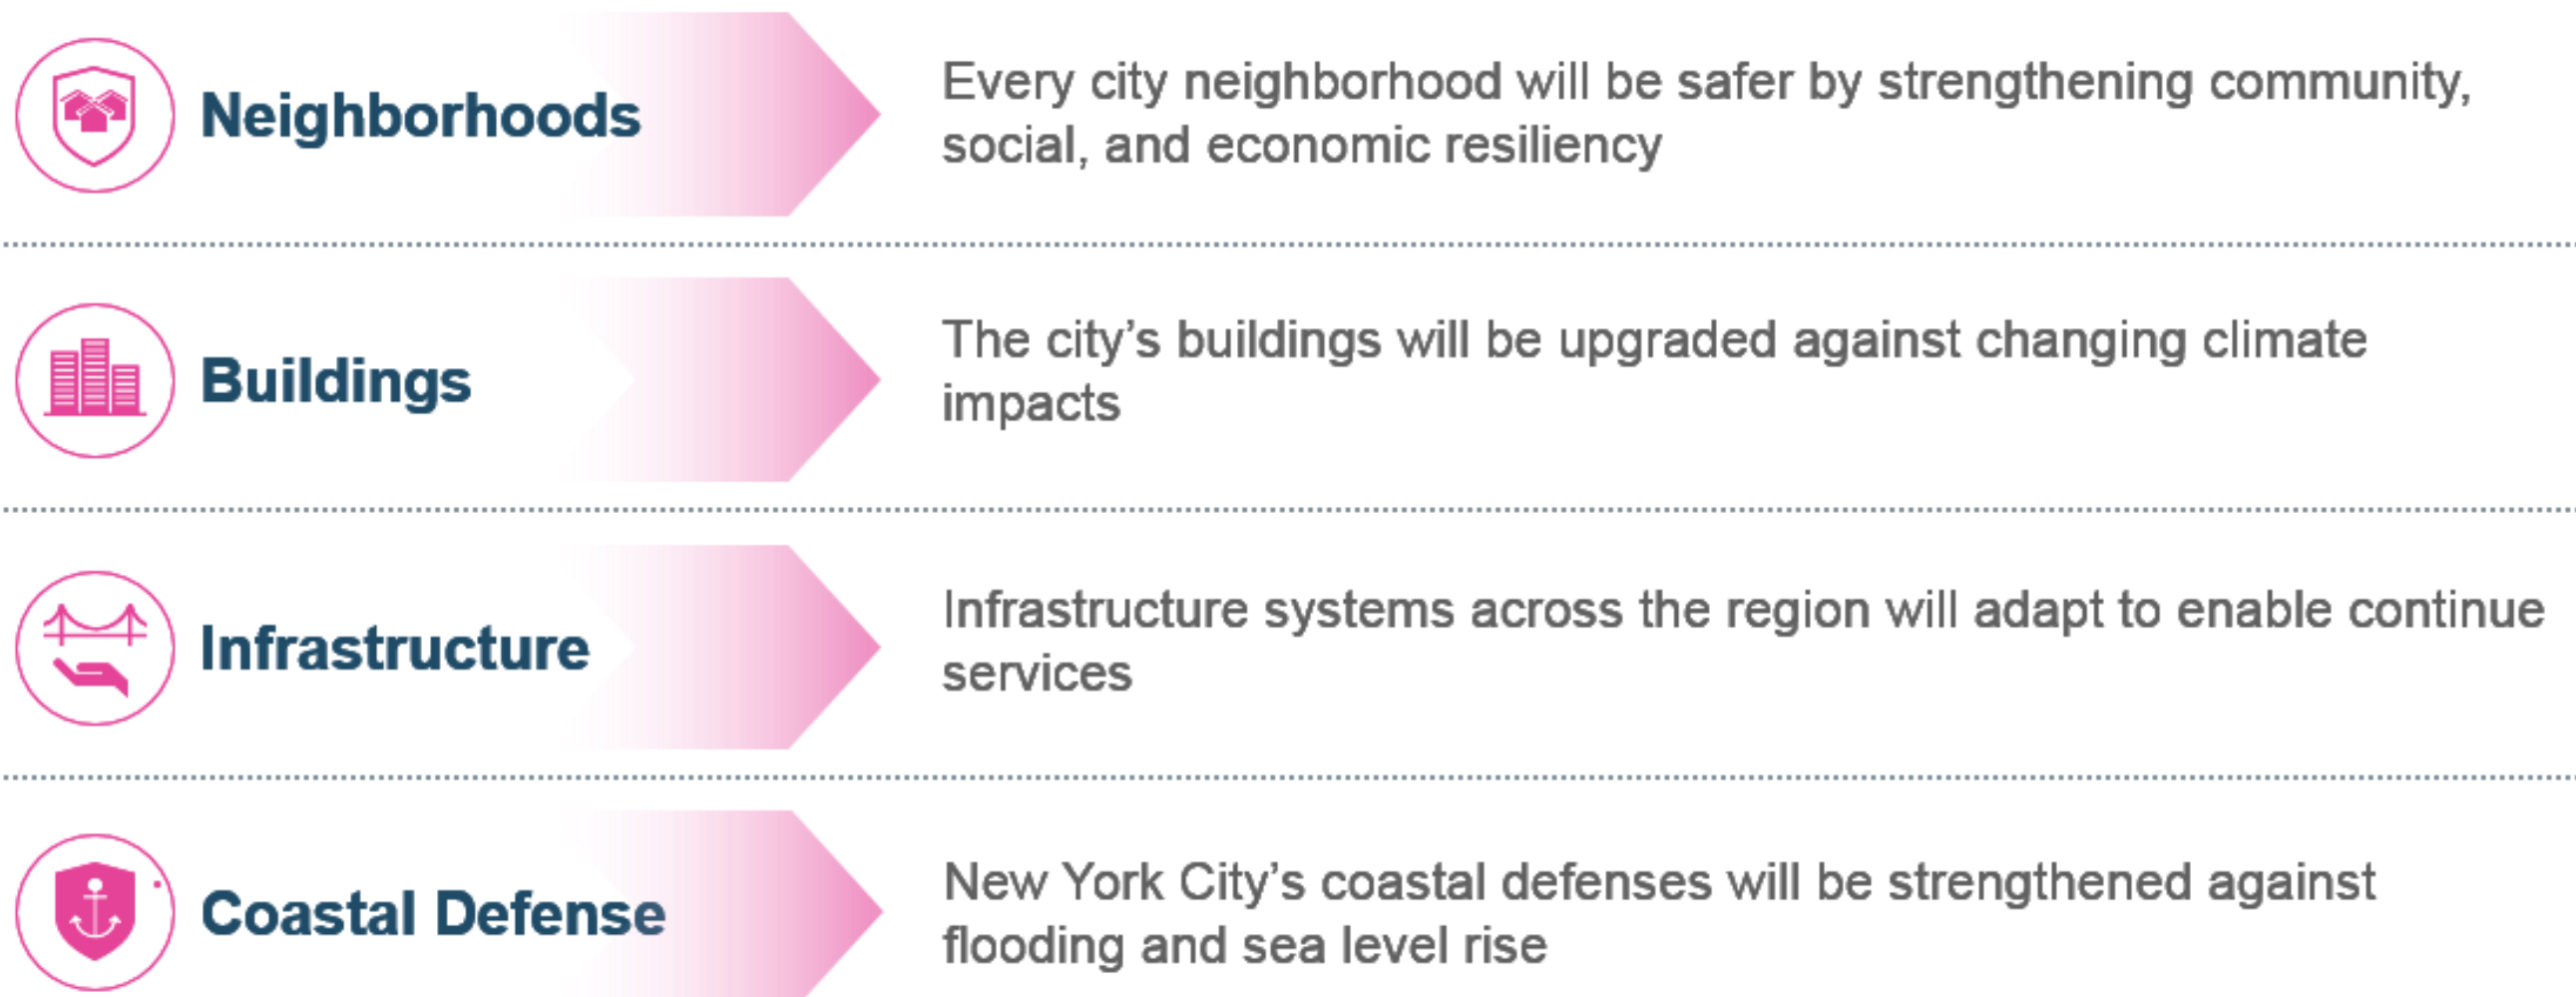 Neighborhoods
Every city neighborhood will be safer by strengthening community,
social, and economic resiliency
Buildings
The city’s buildings will be upgraded against changing climate
impacts
Infrastructure
Infrastructure systems across the region will adapt to enable continue
services
Coastal Defense
New York City’s coastal defenses will be strengthened against
flooding and sea level rise